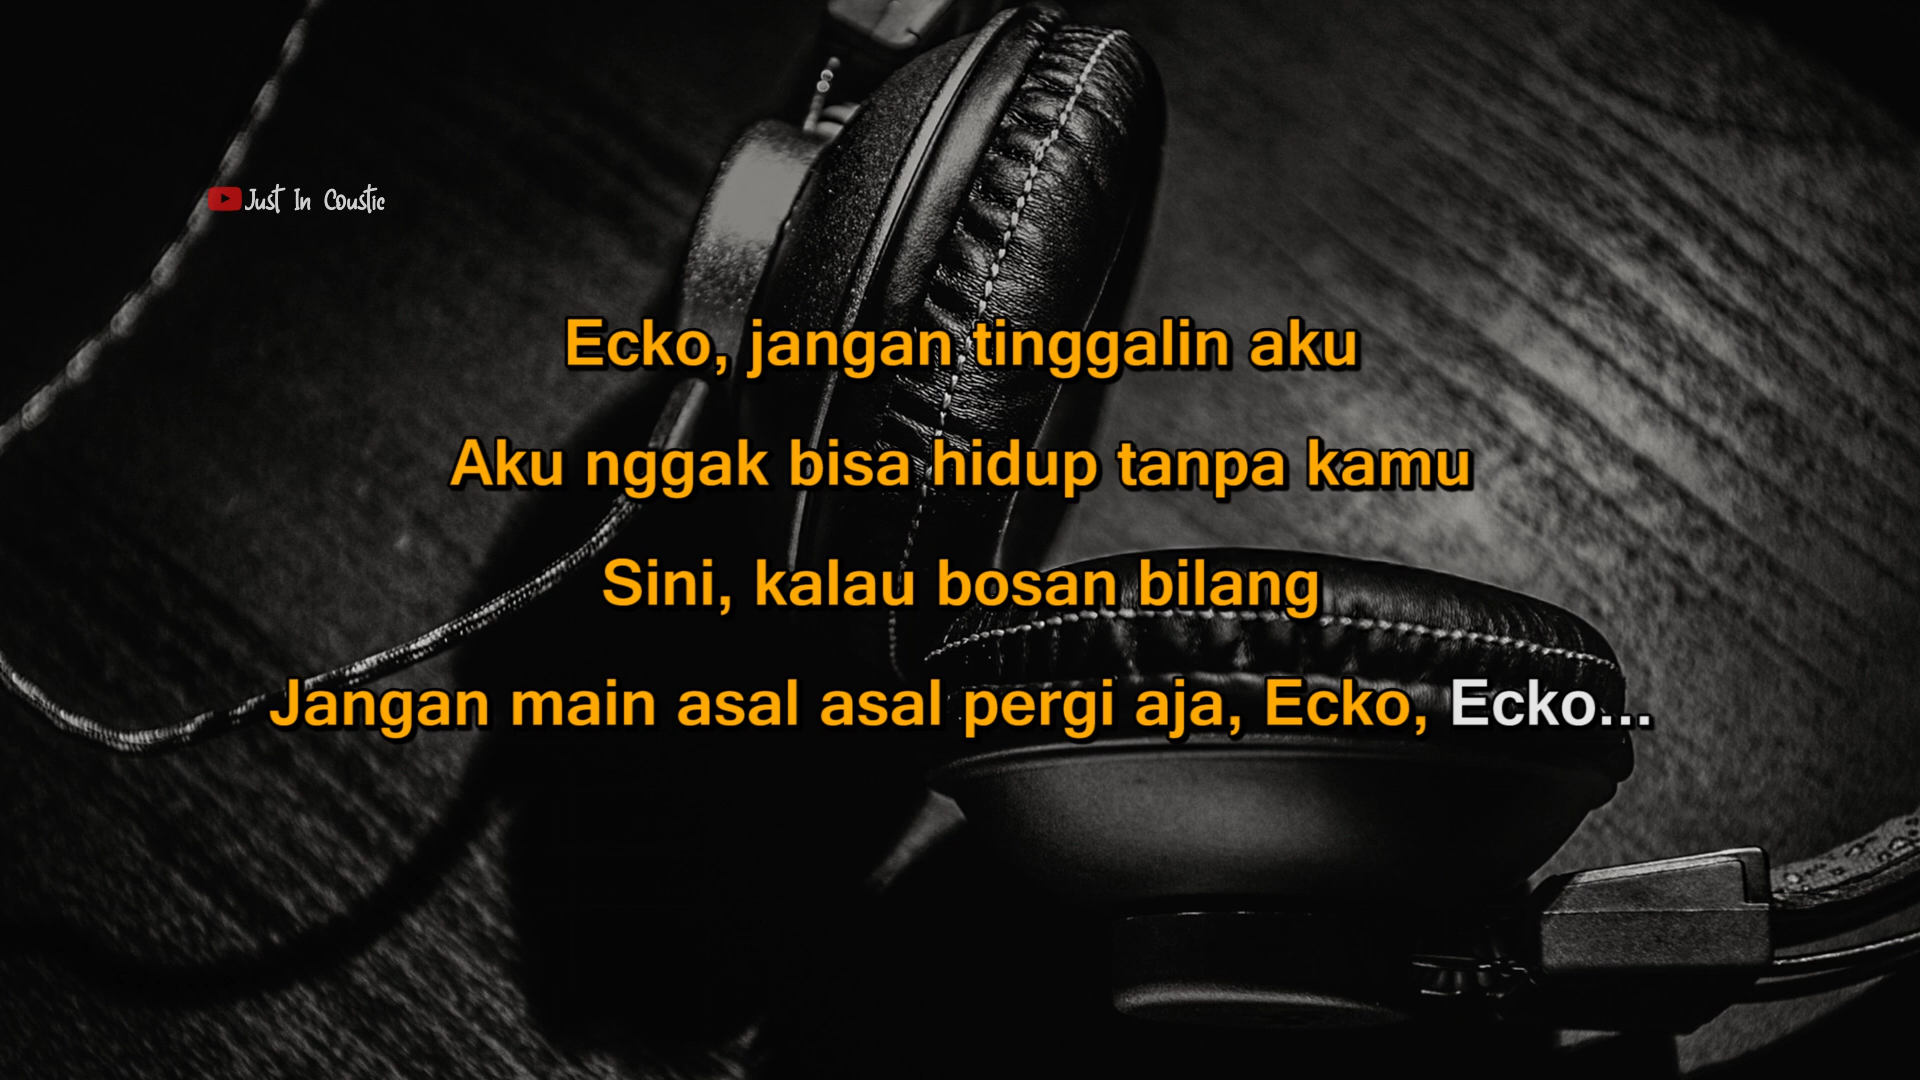 Just In Coustic
Ecko, jangan tinggalin aku
Aku nggak bisa hidup tanpa kamu
Sini, kalau bosan bilang
Jangan main asal asal pergi aja, Ecko, Ecko...